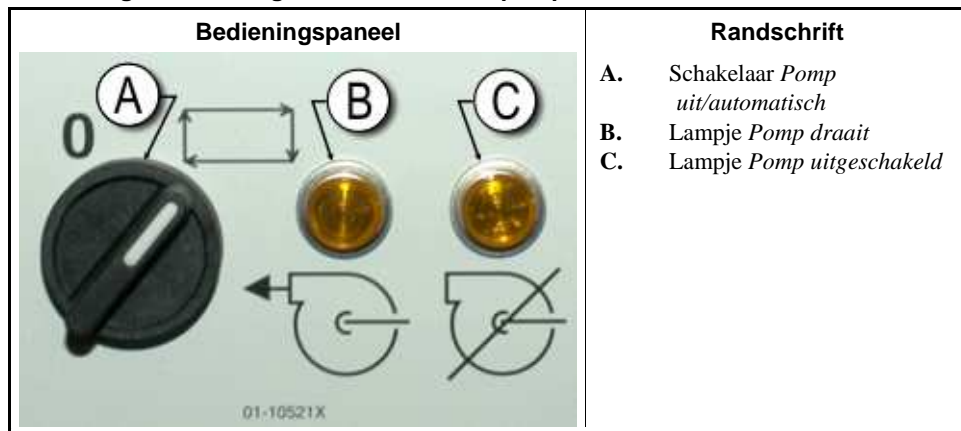 Bedieningspaneel
Randschrift
A
B
C
0
01-10521X
A. Schakelaar Pomp
uit/automatisch
B. Lampje Pomp draait
C. Lampje Pomp uitgeschakeld